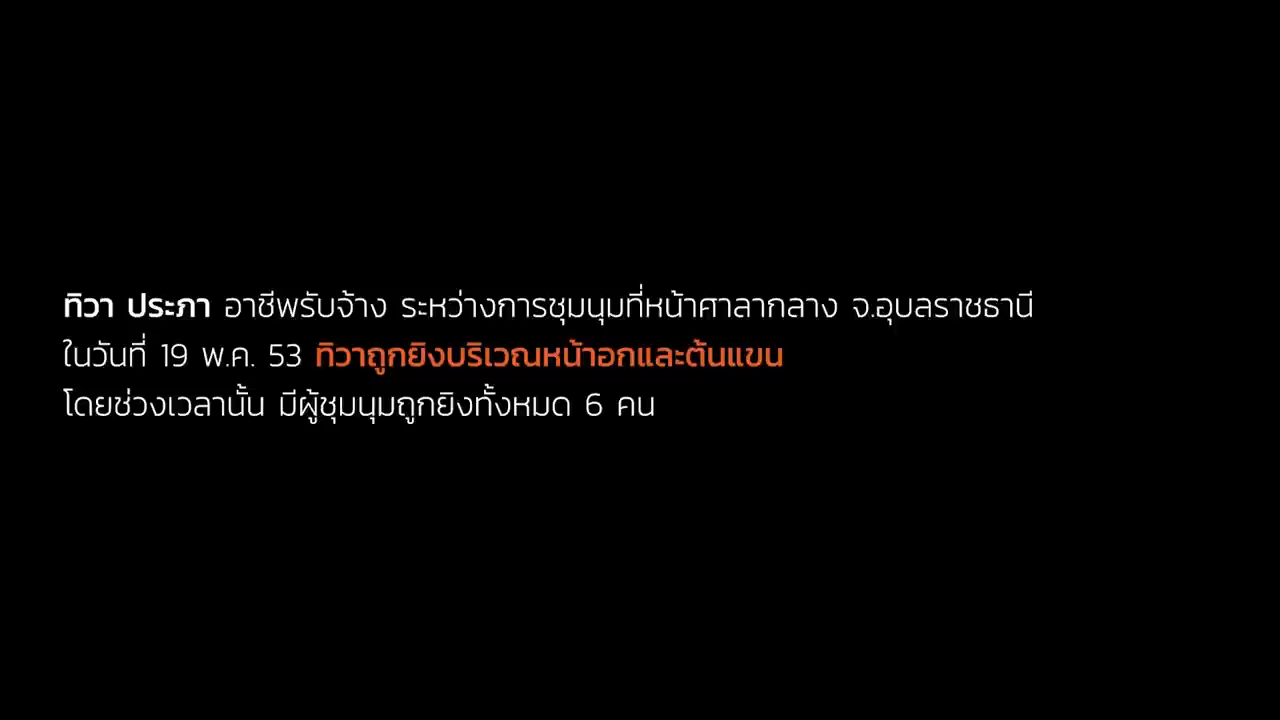 ทิวา ประภา อาชีพรับจ้าง ระหว่างการชุมนุมที่หน้าศาลากลาง จ.อุบลราชธานี
ในวันที่ 19 พ.ค. 53 ทิวาถูกยิงบริเวณหน้าอกและต้นแขน
โดยช่วงเวลานั้น มีผู้ชุมนุมถูกยิงทั้งหมด 6 คน